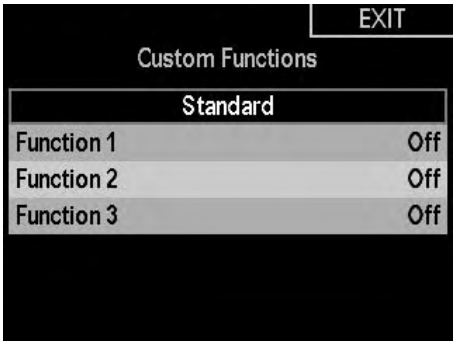 EXIT
Custom Functions
Standard
Function 1 Off
Function 2 Off
Function 3 Off